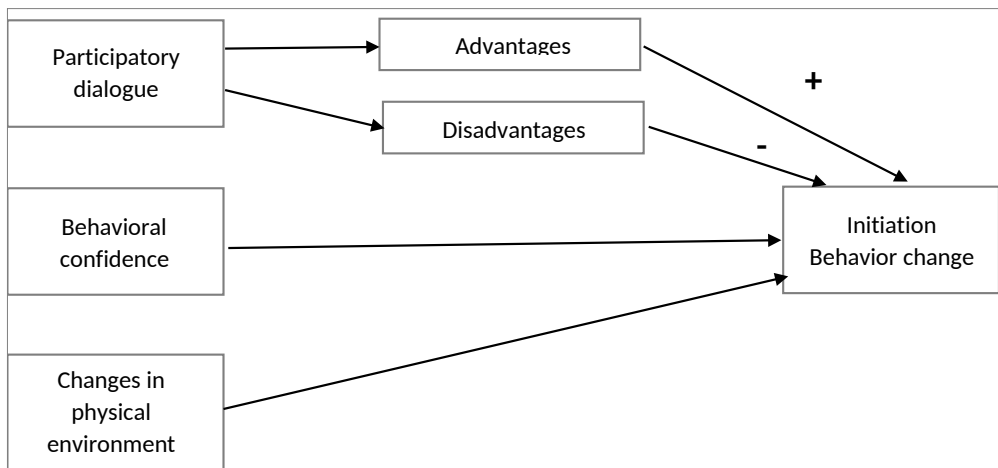 Participatory
dialogue
Advantages
+
Disadvantages
-
Behavioral
confidence
Initiation
Behavior change
Changes in
physical
environment